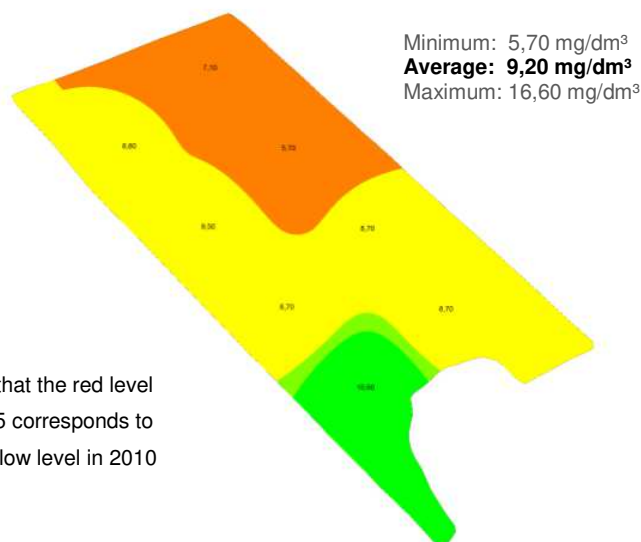 Minimum: 5,70 mg/dm³
Average: 9,20 mg/dm³
Maximum: 16,60 mg/dm³
7,10
5,70
9,50
8,70
8,70
8,70
16,60
that the red level
5 corresponds to
low level in 2010